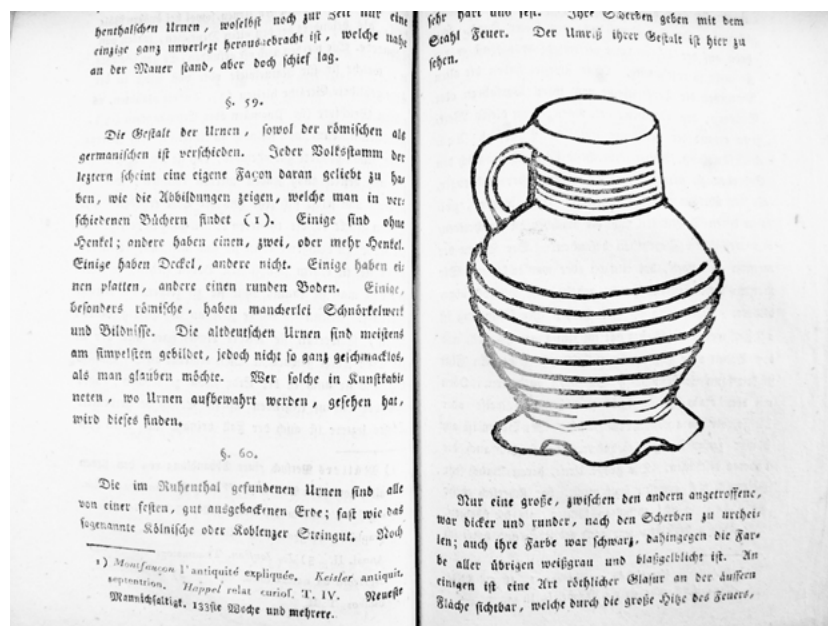 henthalschen Urnen, woselbst noch zur Zeit nur eine
einzige ganz unverlezt herausgebracht ist, welche nahe
an der Mauer stand, aber doch schief lag.
§. 59.
Die Gestalt der Urnen, sowol der römischen als
germanischen ist verschieden. Jeder Volksstamm der
leztern scheint eine eigene Façon daran geliebt zu ha-
ben, wie die Abbildungen zeigen, welche man in ver-
schiedenen Büchern findet (1). Einige sind ohne
Henkel; andere haben einen, zwei, oder mehr Henkel.
Einige haben Deckel, andere nicht. Einige haben ei-
nen platten, andere einen runden Boden. Einige,
besonders römische, haben mancherlei Schnörkelwerk
und Bildnisse. Die altdeutschen Urnen sind meistens
am simpelsten gebildet, jedoch nicht so ganz geschmacklos,
als man glauben möchte. Wer solche in Kunstkabi-
neten, wo Urnen aufbewahrt werden, gesehen hat,
wird dieses finden.
§. 60.
Die im Ruhenthal gefundenen Urnen sind alle
von einer festen, gut ausgebackenen Erde; fast wie das
sogenannte Kölnische oder Koblenzer Steingut. Noch
1) Montfauçon l'antiquité expliquée. Keisler antiquit.
septentrion. Happel relat curios. T. IV. Neueste
Mannichfaltigk. 133ste Woche und mehrere.
sehr hart und fest. Ihre Scherben geben mit dem
Stahl Feuer. Der Umriß ihrer Gestalt ist hier zu
sehen.
Nur eine große, zwischen den andern angetroffene,
war dicker und runder, nach den Scherben zu urthei-
len; auch ihre Farbe war schwarz, dahingegen die Far-
be aller übrigen weißgrau und blaßgelblicht ist. An
einigen ist eine Art röthlicher Glasur an der äussern
Fläche sichtbar, welche durch die große Hitze des Feuers,